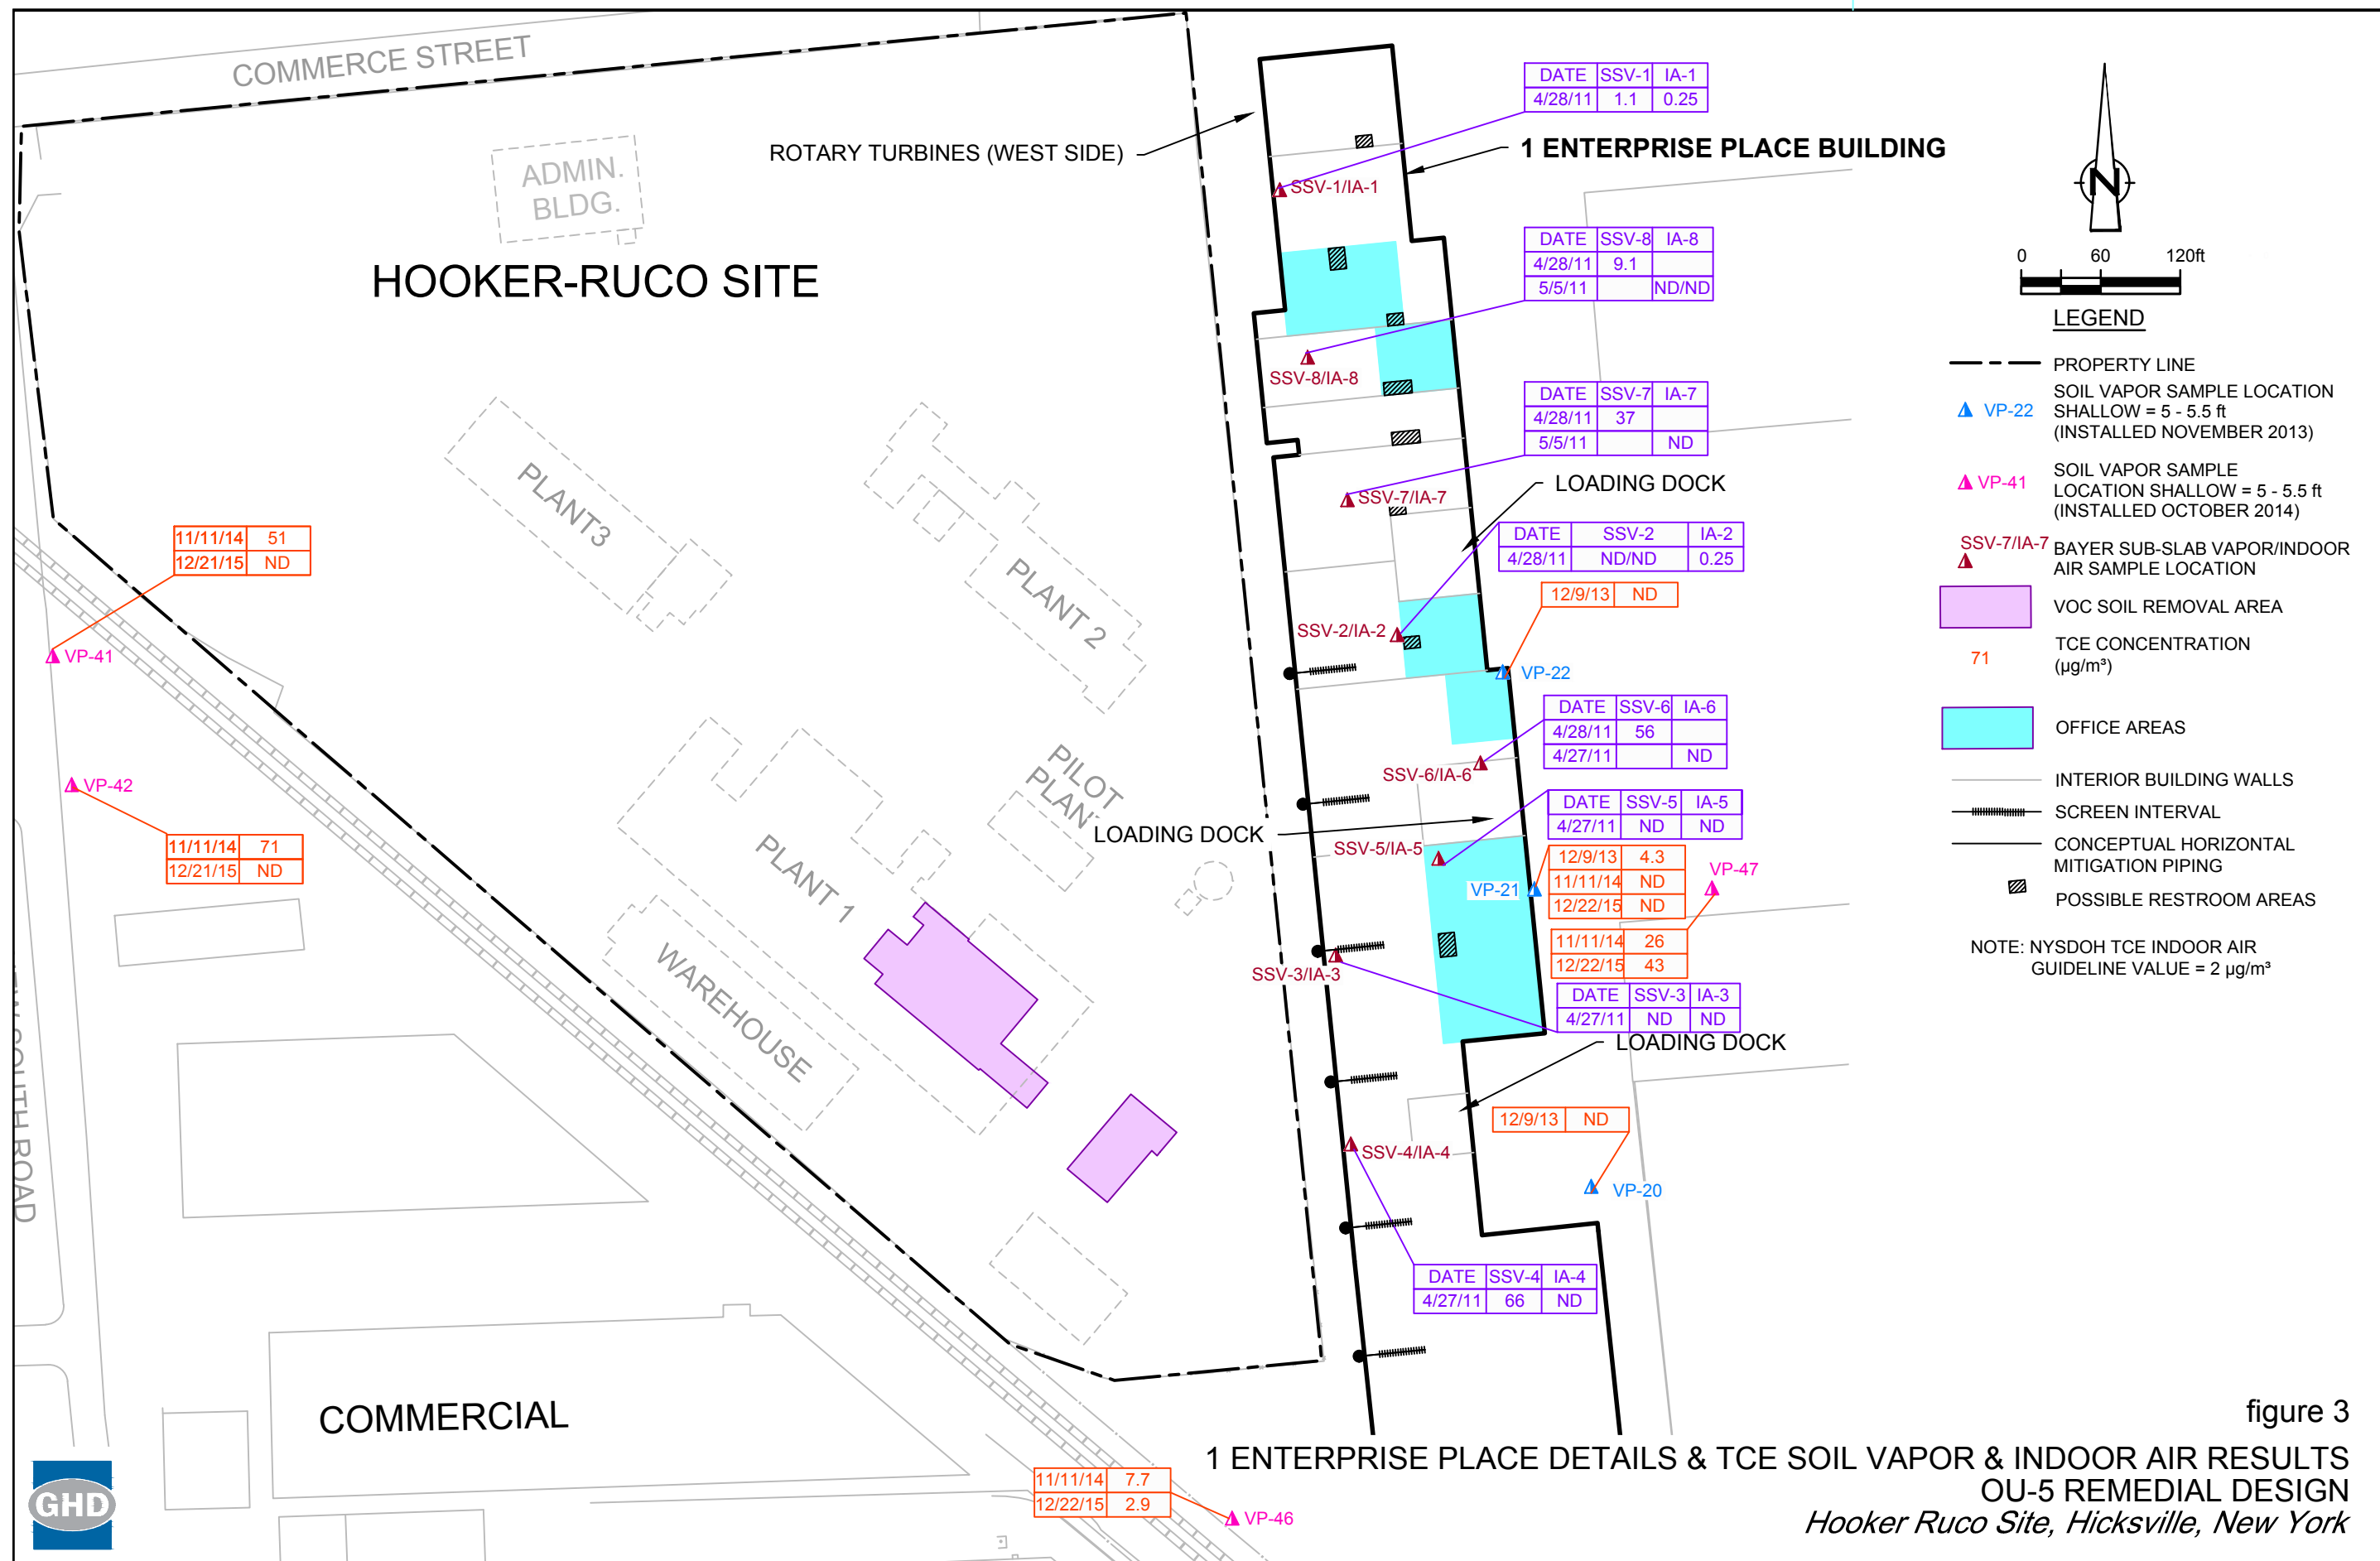 COMMERCE STREET
ADMIN.
BLDG.
HOOKER-RUCO SITE
ROTARY TURBINES (WEST SIDE)
DATE SSV-1 IA-1
4/28/11 1.1 0.25
1 ENTERPRISE PLACE BUILDING
SSV-1/IA-1
DATE SSV-8 IA-8
4/28/11 9.1
5/5/11 ND/ND
SSV-8/IA-8
DATE SSV-7 IA-7
4/28/11 37
5/5/11 ND
SSV-7/IA-7
LOADING DOCK
DATE SSV-2 IA-2
4/28/11 ND/ND 0.25
12/9/13 ND
SSV-2/IA-2
VP-22
DATE SSV-6 IA-6
4/28/11 56
4/27/11 ND
SSV-6/IA-6
DATE SSV-5 IA-5
4/27/11 ND ND
LOADING DOCK
SSV-5/IA-5
12/9/13 4.3
11/11/14 ND
12/22/15 ND
VP-21
VP-47
11/11/14 26
12/22/15 43
SSV-3/IA-3
DATE SSV-3 IA-3
4/27/11 ND ND
LOADING DOCK
12/9/13 ND
SSV-4/IA-4
VP-20
DATE SSV-4 IA-4
4/27/11 66 ND
PLANT3
PLANT 2
PILOT
PLANT 1
WAREHOUSE
11/11/14 51
12/21/15 ND
VP-41
VP-42
11/11/14 71
12/21/15 ND
SOUTH ROAD
COMMERCIAL
11/11/14 7.7
12/22/15 2.9
VP-46
GHD
N
0 60 120ft
LEGEND
PROPERTY LINE
VP-22
SOIL VAPOR SAMPLE LOCATION
SHALLOW = 5 - 5.5 ft
(INSTALLED NOVEMBER 2013)
VP-41
SOIL VAPOR SAMPLE
LOCATION SHALLOW = 5 - 5.5 ft
(INSTALLED OCTOBER 2014)
SSV-7/IA-7
BAYER SUB-SLAB VAPOR/INDOOR
AIR SAMPLE LOCATION
VOC SOIL REMOVAL AREA
71
TCE CONCENTRATION
(µg/m³)
OFFICE AREAS
INTERIOR BUILDING WALLS
SCREEN INTERVAL
CONCEPTUAL HORIZONTAL
MITIGATION PIPING
POSSIBLE RESTROOM AREAS
NOTE: NYSDOH TCE INDOOR AIR
GUIDELINE VALUE = 2 µg/m³
figure 3
1 ENTERPRISE PLACE DETAILS & TCE SOIL VAPOR & INDOOR AIR RESULTS
OU-5 REMEDIAL DESIGN
Hooker Ruco Site, Hicksville, New York